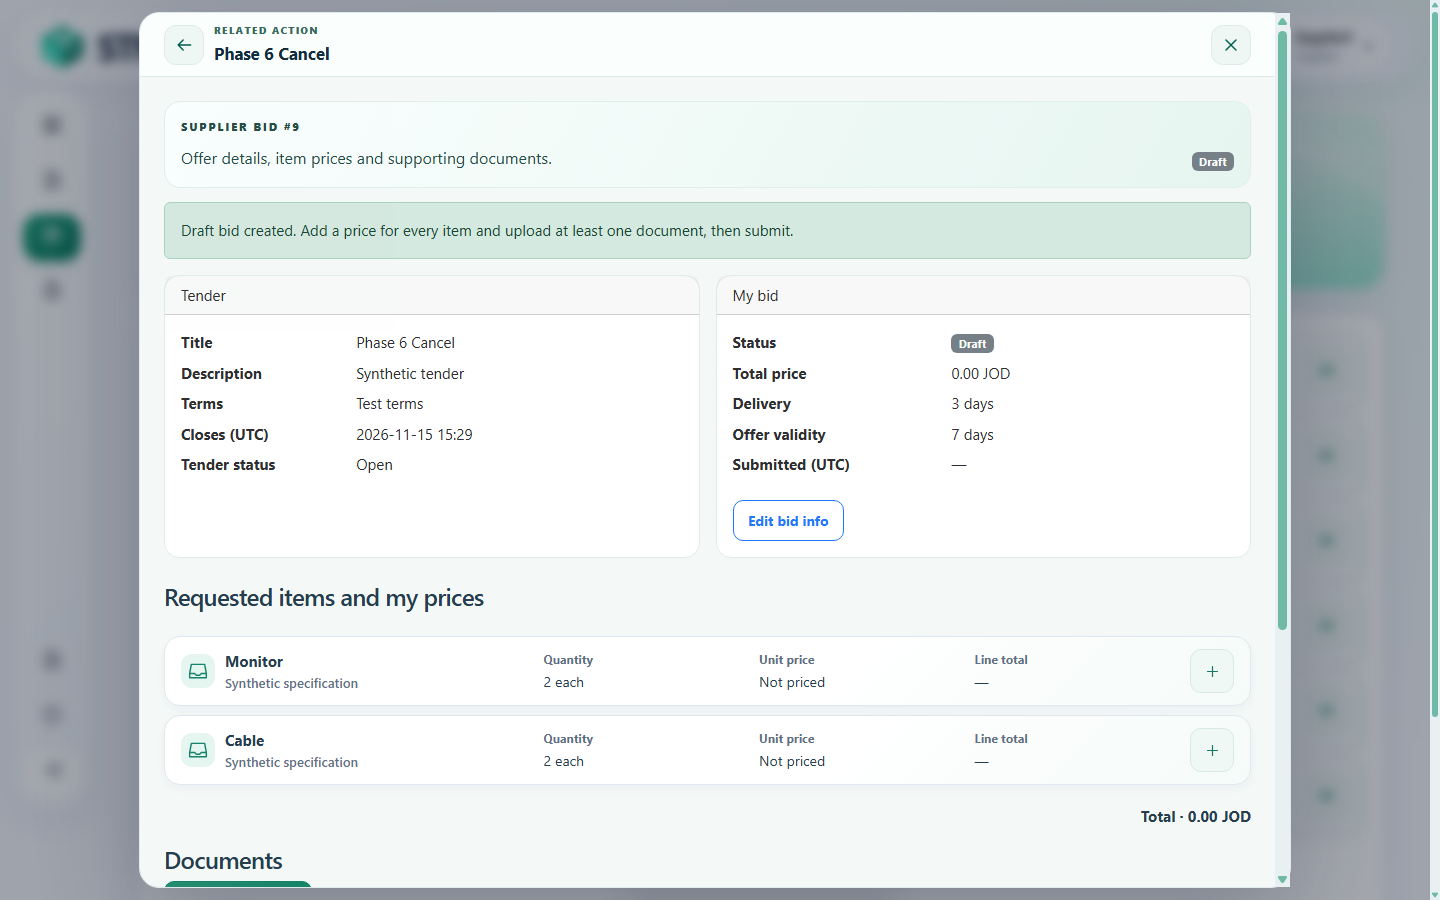 RELATED ACTION
Phase 6 Cancel
SUPPLIER BID #9
Offer details, item prices and supporting documents.
Draft
Draft bid created. Add a price for every item and upload at least one document, then submit.
Tender
Title Phase 6 Cancel
Description Synthetic tender
Terms Test terms
Closes (UTC) 2026-11-15 15:29
Tender status Open
My bid
Status Draft
Total price 0.00 JOD
Delivery 3 days
Offer validity 7 days
Submitted (UTC) —
Edit bid info
Requested items and my prices
Monitor
Synthetic specification
Quantity
2 each
Unit price
Not priced
Line total
—
Cable
Synthetic specification
Quantity
2 each
Unit price
Not priced
Line total
—
Total · 0.00 JOD
Documents